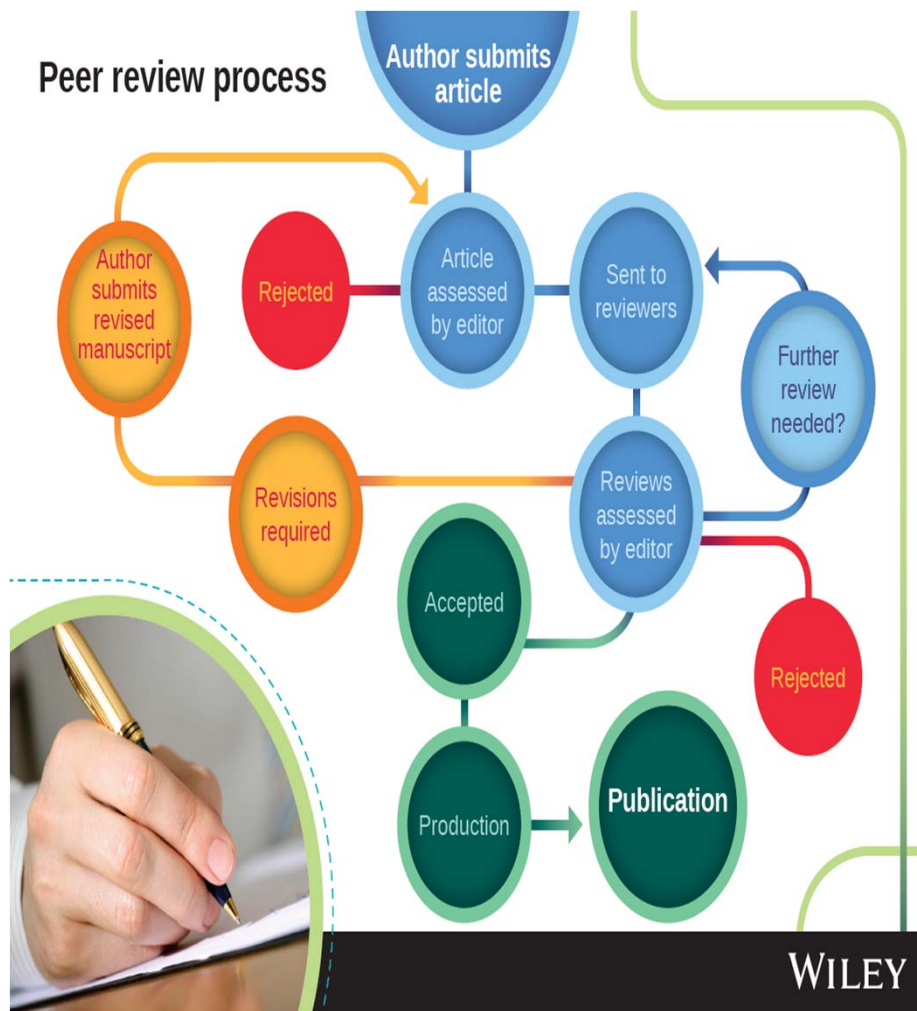 Peer review process
Author submits
article
Author
submits
revised
manuscript
Rejected
Article
assessed
by editor
Sent to
reviewers
Further
review
needed?
Revisions
required
Reviews
assessed
by editor
Accepted
Rejected
Production
Publication
WILEY